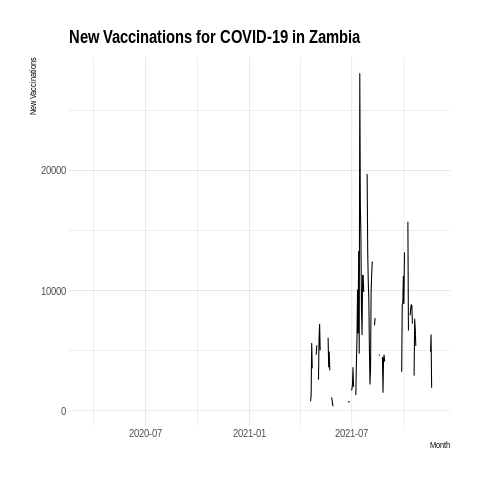 New Vaccinations for COVID-19 in Zambia
New Vaccinations
20000
10000
0
2020-07 2021-01 2021-07
Month